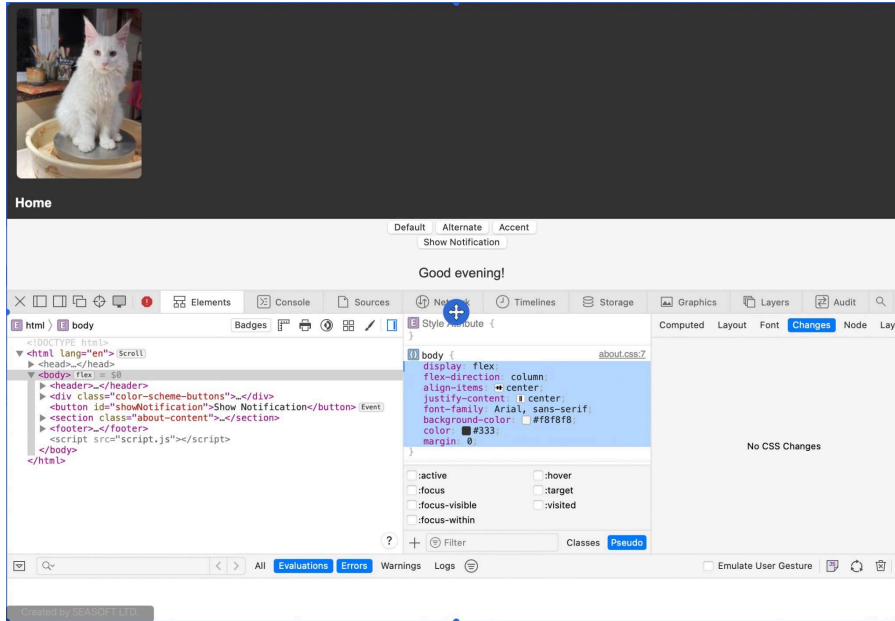 Home
Default Alternate Accent
Show Notification
Good evening!
Elements Console Sources Network Timelines Storage Graphics Layers Audit
E html E body Badges
<!DOCTYPE html>
<html lang="en"> Scroll
<head>…</head>
<body> flex = $0
<header>…</header>
<div class="color-scheme-buttons">…</div>
<button id="showNotification">Show Notification</button> Event
<section class="about-content">…</section>
<footer>…</footer>
<script src="script.js"></script>
</body>
</html>
?
E Style Attribute {
}
body { about.css:7
display: flex;
flex-direction: column;
align-items: center;
justify-content: center;
font-family: Arial, sans-serif;
background-color: #f8f8f8;
color: #333;
margin: 0;
}
:active :hover
:focus :target
:focus-visible :visited
:focus-within
+ Filter Classes Pseudo
Computed Layout Font Changes Node Lay
No CSS Changes
All Evaluations Errors Warnings Logs Emulate User Gesture
Created by SEASOFT LTD.